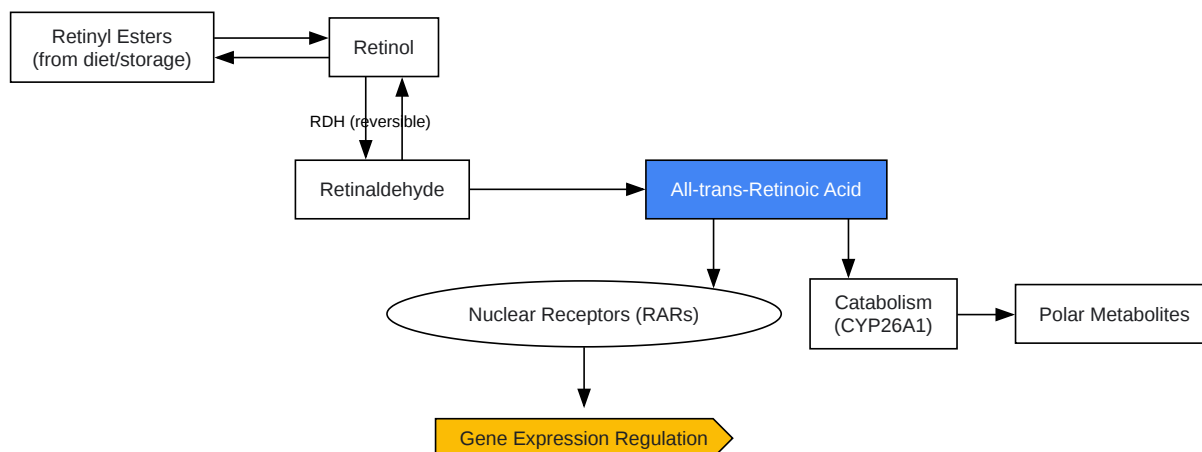 Retinyl Esters
(from diet/storage)
Retinol
RDH (reversible)
Retinaldehyde
All-trans-Retinoic Acid
Nuclear Receptors (RARs)
Catabolism
(CYP26A1)
Polar Metabolites
Gene Expression Regulation